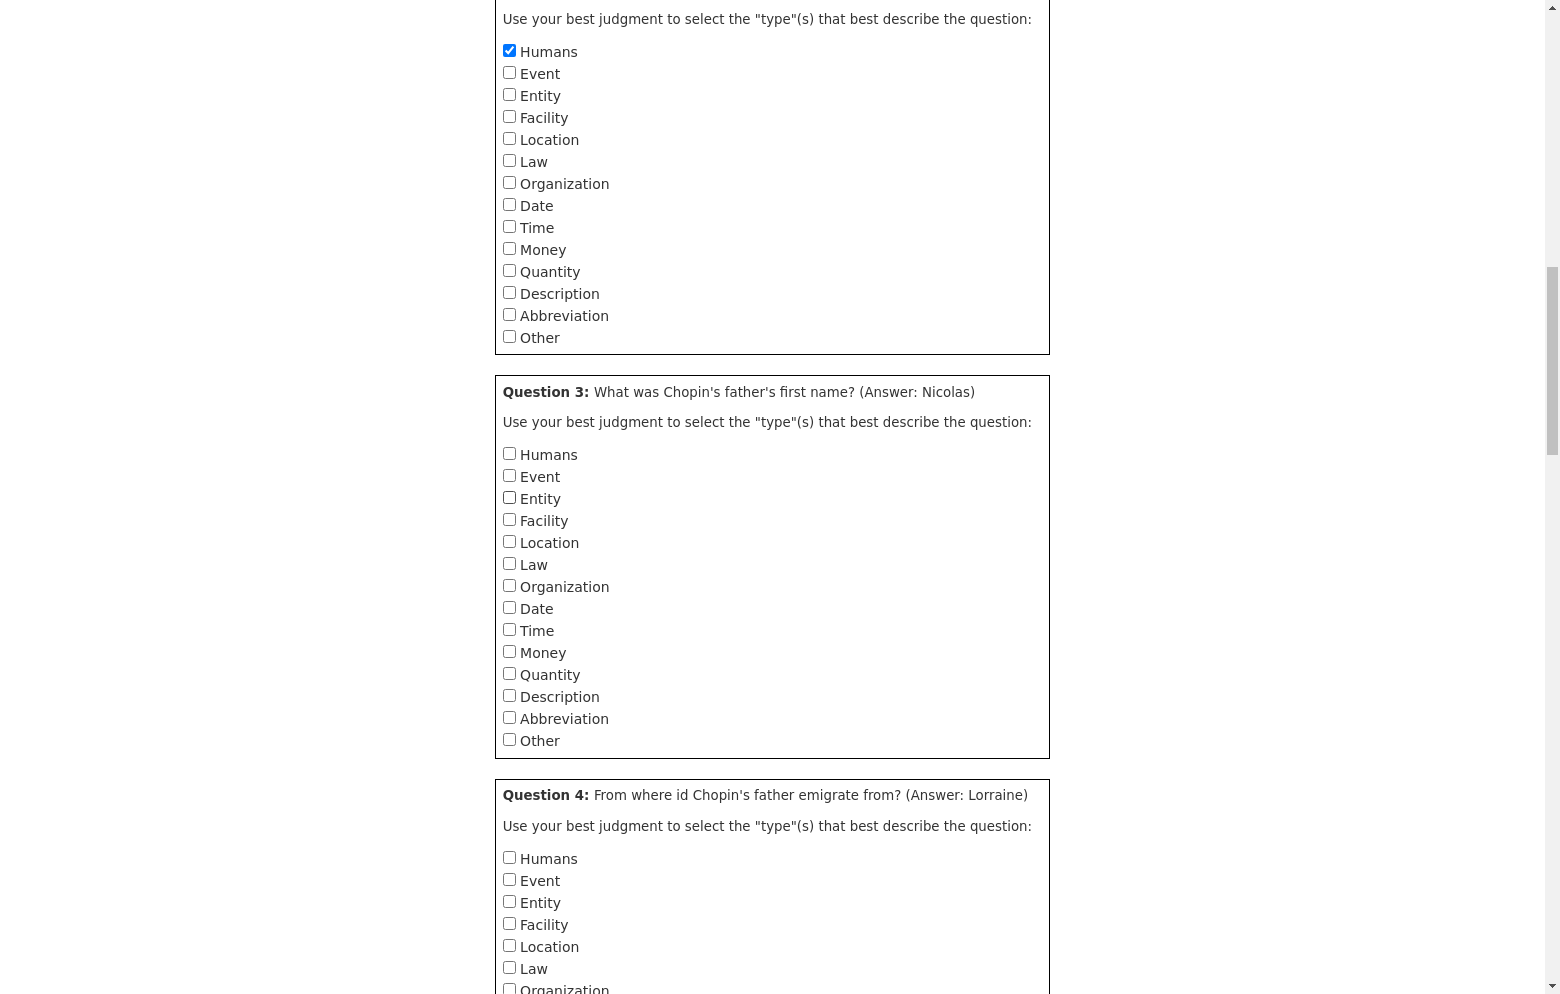 Use your best judgment to select the "type"(s) that best describe the question:
Humans
Event
Entity
Facility
Location
Law
Organization
Date
Time
Money
Quantity
Description
Abbreviation
Other
Question 3: What was Chopin's father's first name? (Answer: Nicolas)
Use your best judgment to select the "type"(s) that best describe the question:
Humans
Event
Entity
Facility
Location
Law
Organization
Date
Time
Money
Quantity
Description
Abbreviation
Other
Question 4: From where id Chopin's father emigrate from? (Answer: Lorraine)
Use your best judgment to select the "type"(s) that best describe the question:
Humans
Event
Entity
Facility
Location
Law
Organization